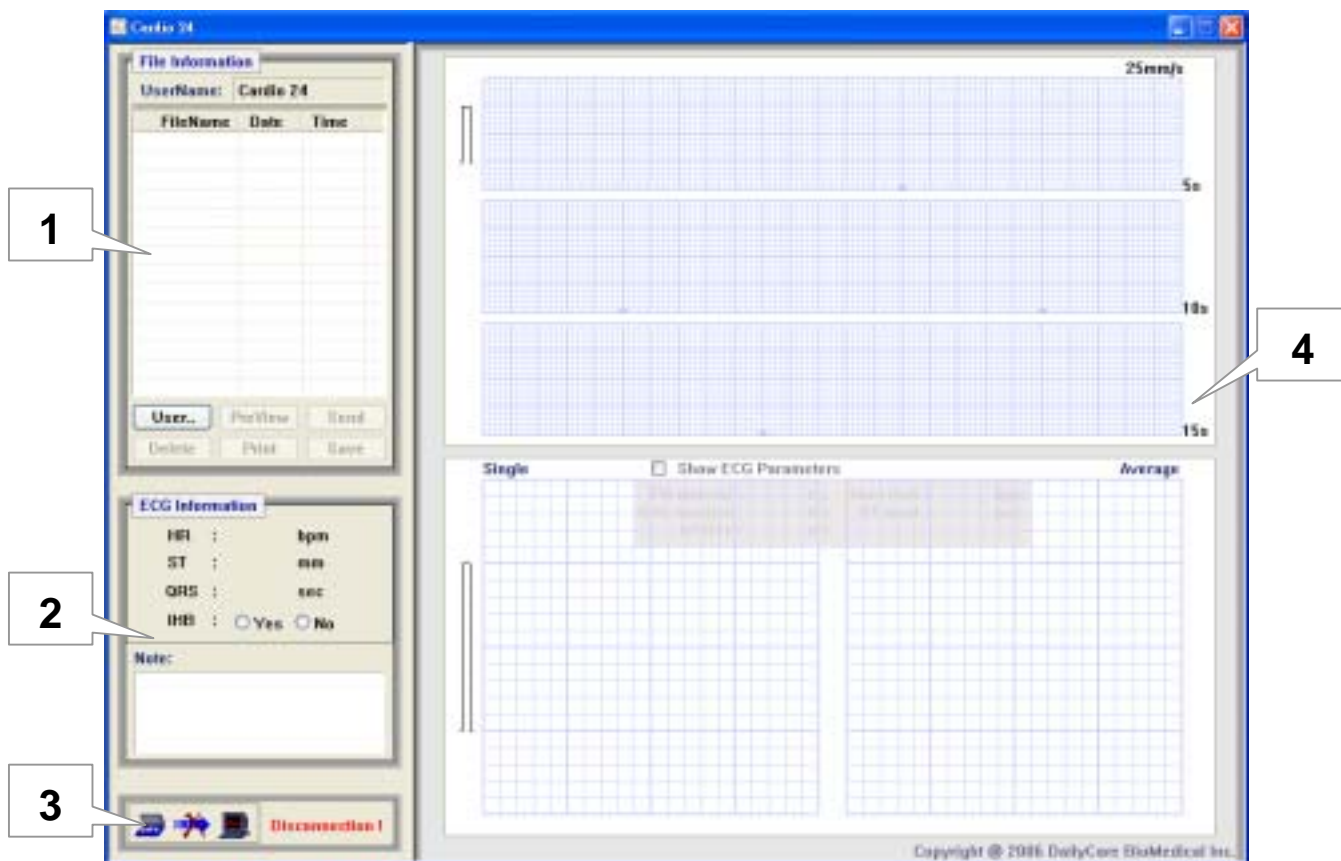 Cardio 24
File Information
UserName: Cardio 24
FileName Date Time
User.. PreView Send
Delete Print Save
ECG Information
HR : bpm
ST : mm
QRS : sec
IHB : Yes No
Note:
Disconnection !
25mm/s
5s
10s
15s
Single Show ECG Parameters Average
Copyright @ 2006 DailyCare BioMedical Inc.
1
2
3
4